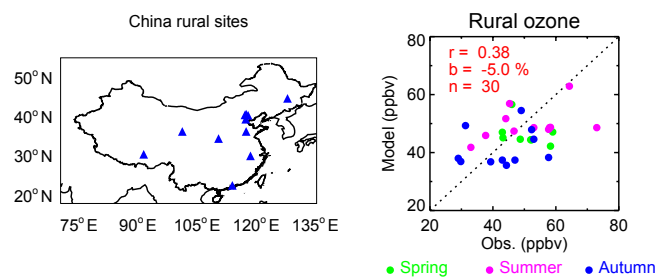 China rural sites
50° N
40° N
30° N
20° N
75° E 90° E 105° E 120° E 135° E
Rural ozone
r = 0.38
b = -5.0 %
n = 30
Model (ppbv)
80
60
40
20
20 40 60 80
Obs. (ppbv)
Spring Summer Autumn